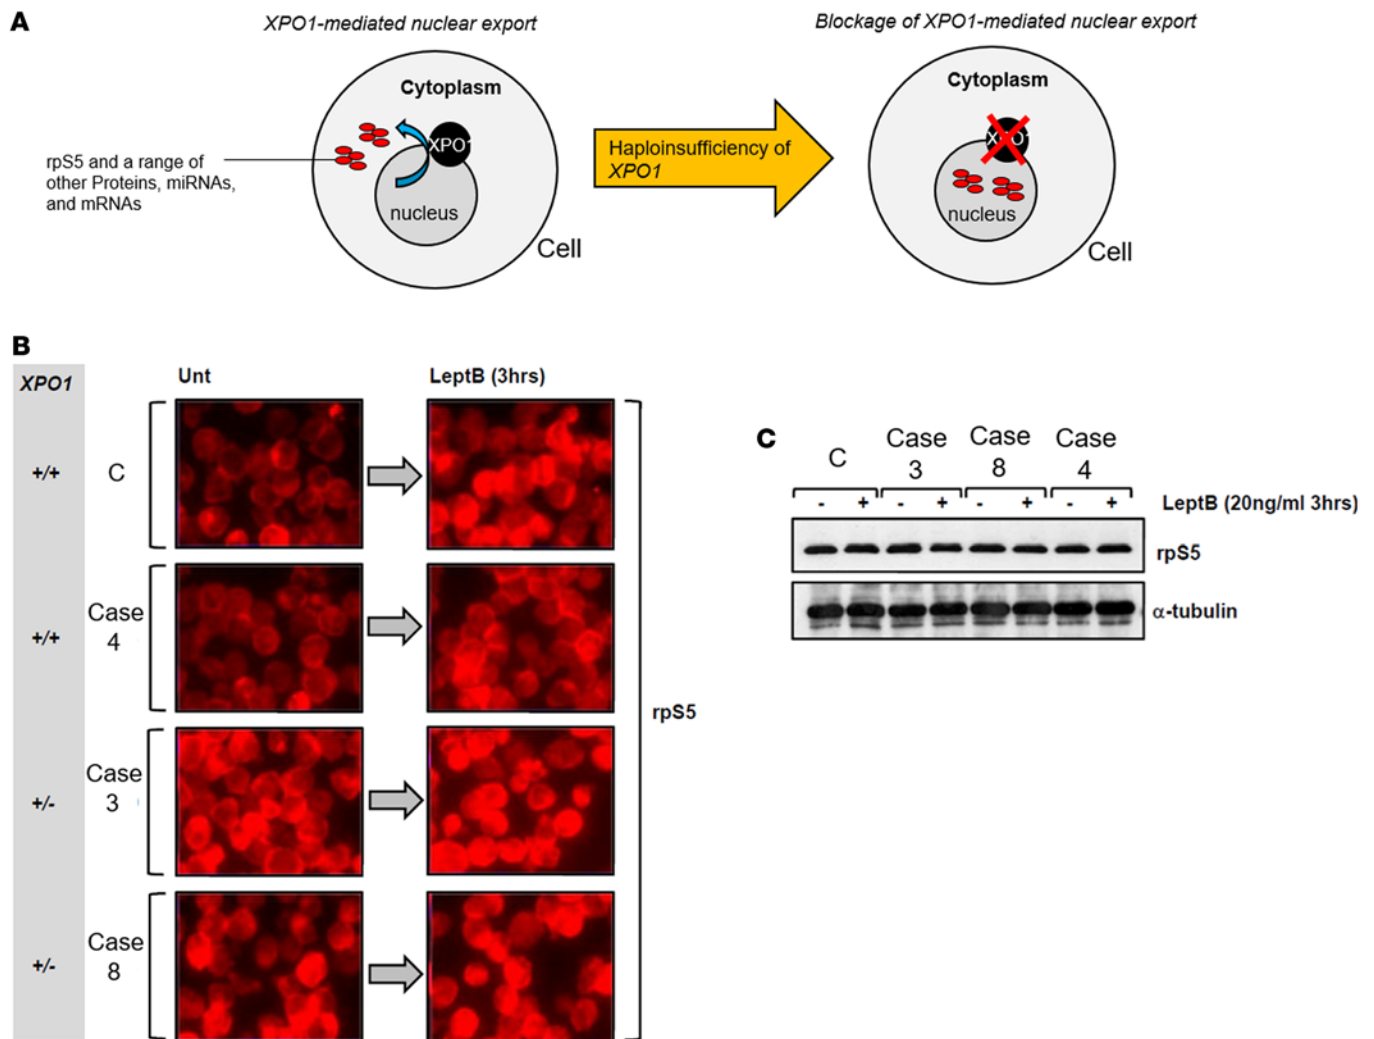 A
XPO1-mediated nuclear export
Blockage of XPO1-mediated nuclear export
Cytoplasm
XPO1
rpS5 and a range of
other Proteins, miRNAs,
and mRNAs
nucleus
Cell
Haploinsufficiency of
XPO1
Cytoplasm
XPO1
nucleus
Cell
B
XPO1
Unt
LeptB (3hrs)
+/+
C
+/+
Case
4
+/-
Case
3
+/-
Case
8
rpS5
C
C
Case
3
Case
8
Case
4
- + - + - + - +
LeptB (20ng/ml 3hrs)
rpS5
α-tubulin